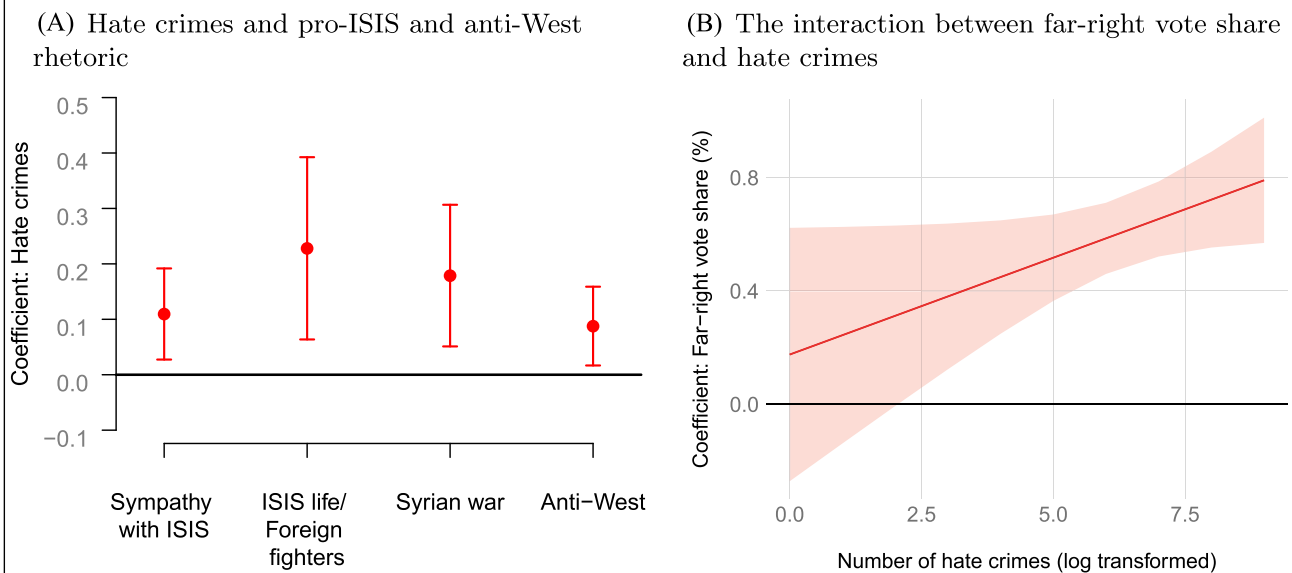 (A) Hate crimes and pro-ISIS and anti-West
rhetoric
Coefficient: Hate crimes
0.5
0.4
0.3
0.2
0.1
0.0
−0.1
Sympathy
with ISIS
ISIS life/
Foreign
fighters
Syrian war
Anti−West
(B) The interaction between far-right vote share
and hate crimes
Coefficient: Far−right vote share (%)
0.8
0.4
0.0
0.0
2.5
5.0
7.5
Number of hate crimes (log transformed)